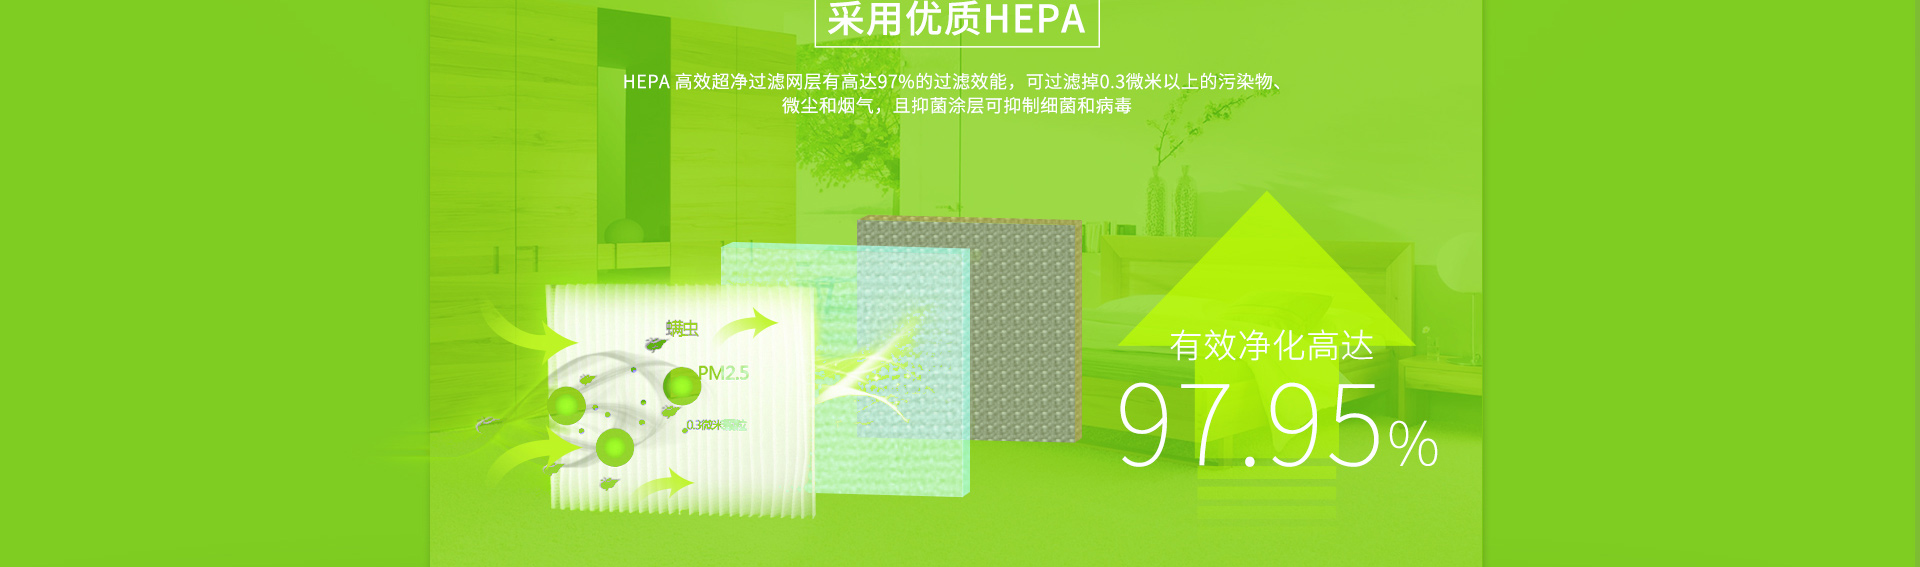 采用优质HEPA
HEPA 高效超净过滤网层有高达97%的过滤效能，可过滤掉0.3微米以上的污染物、
微尘和烟气，且抑菌涂层可抑制细菌和病毒
螨虫
PM2.5
0.3微米颗粒
有效净化高达
97.95%